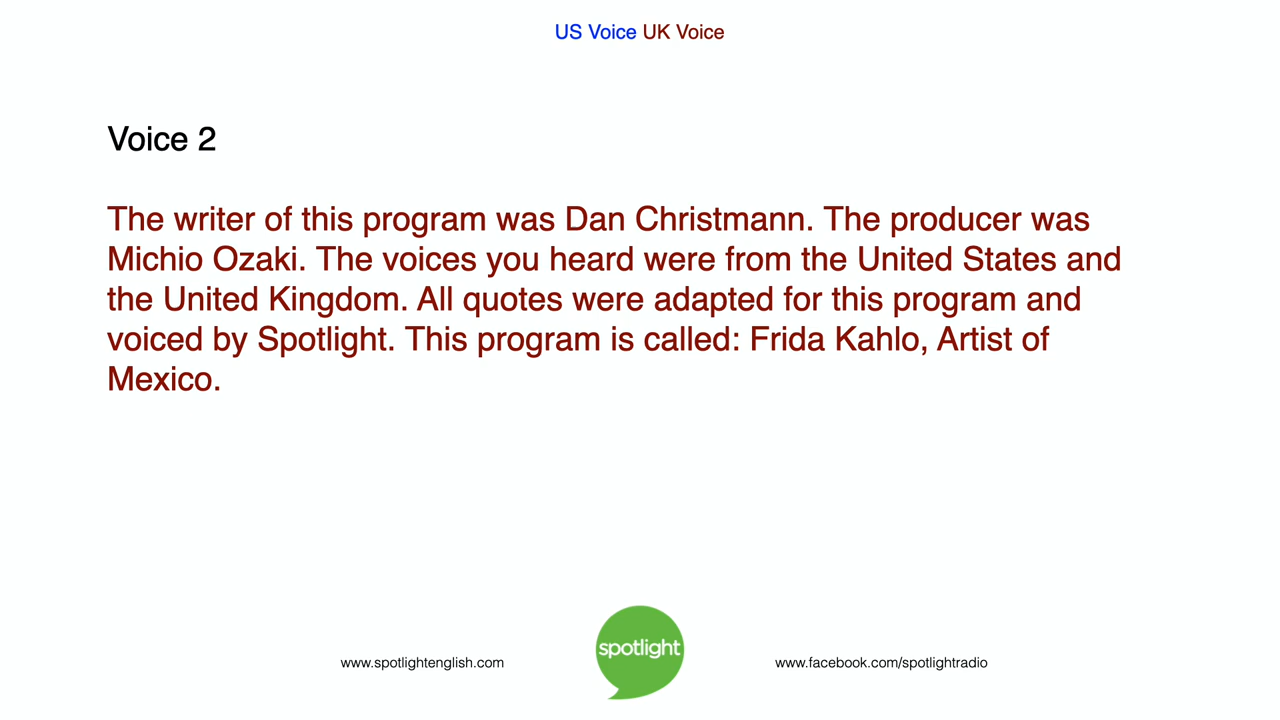 US Voice UK Voice
Voice 2
The writer of this program was Dan Christmann. The producer was
Michio Ozaki. The voices you heard were from the United States and
the United Kingdom. All quotes were adapted for this program and
voiced by Spotlight. This program is called: Frida Kahlo, Artist of
Mexico.
www.spotlightenglish.com
spotlight
www.facebook.com/spotlightradio